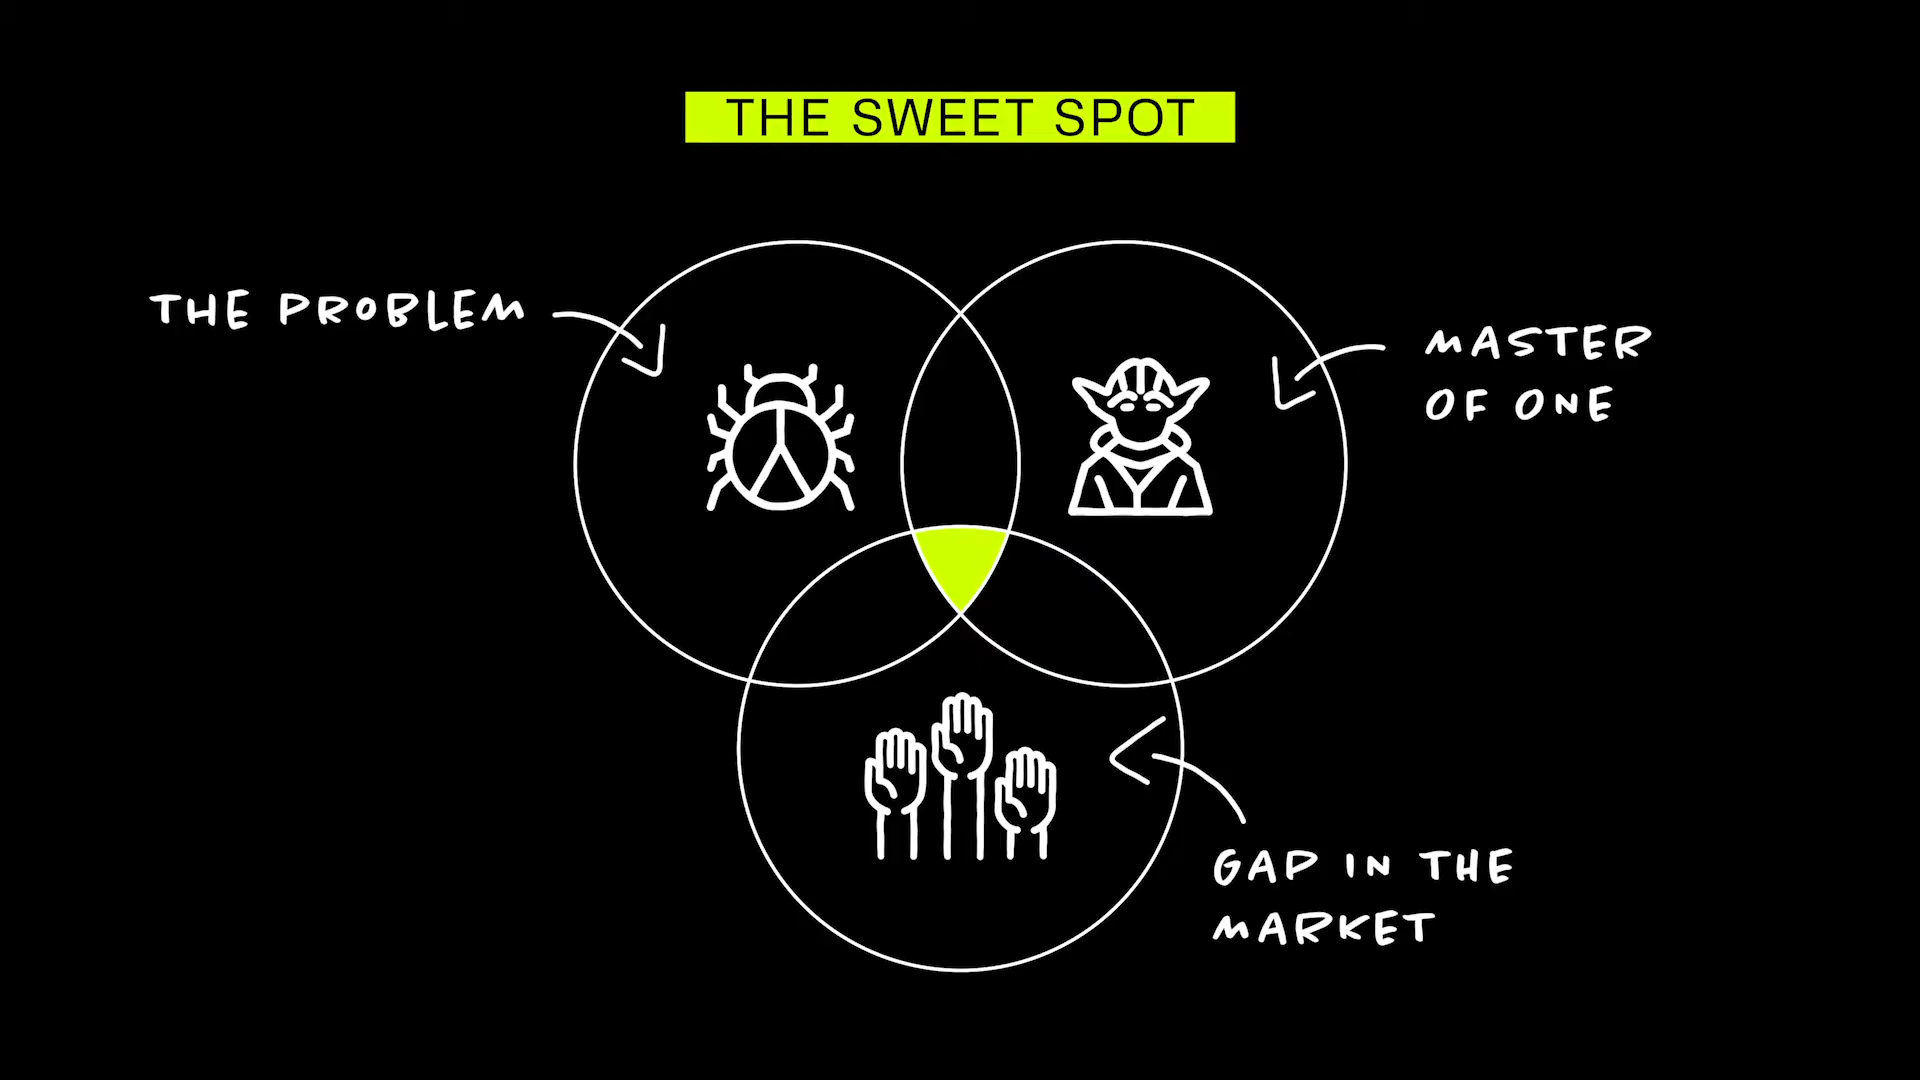 THE SWEET SPOT
THE PROBLEM
MASTER
OF ONE
GAP IN THE
MARKET